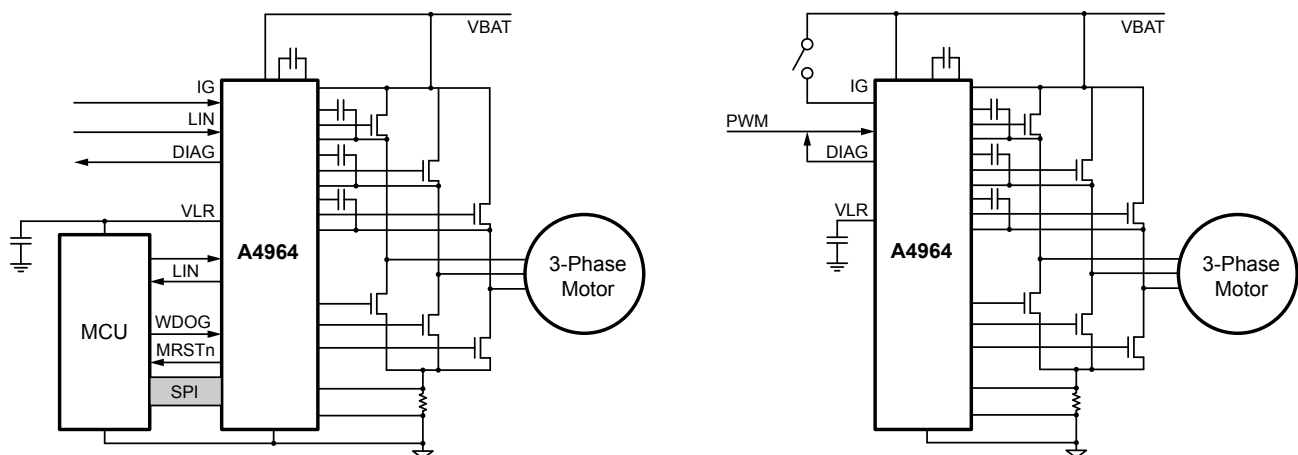 VBAT
IG
LIN
DIAG
VLR
A4964
LIN
MCU
WDOG
MRSTn
SPI
3-Phase
Motor
VBAT
IG
PWM
DIAG
VLR
A4964
3-Phase
Motor